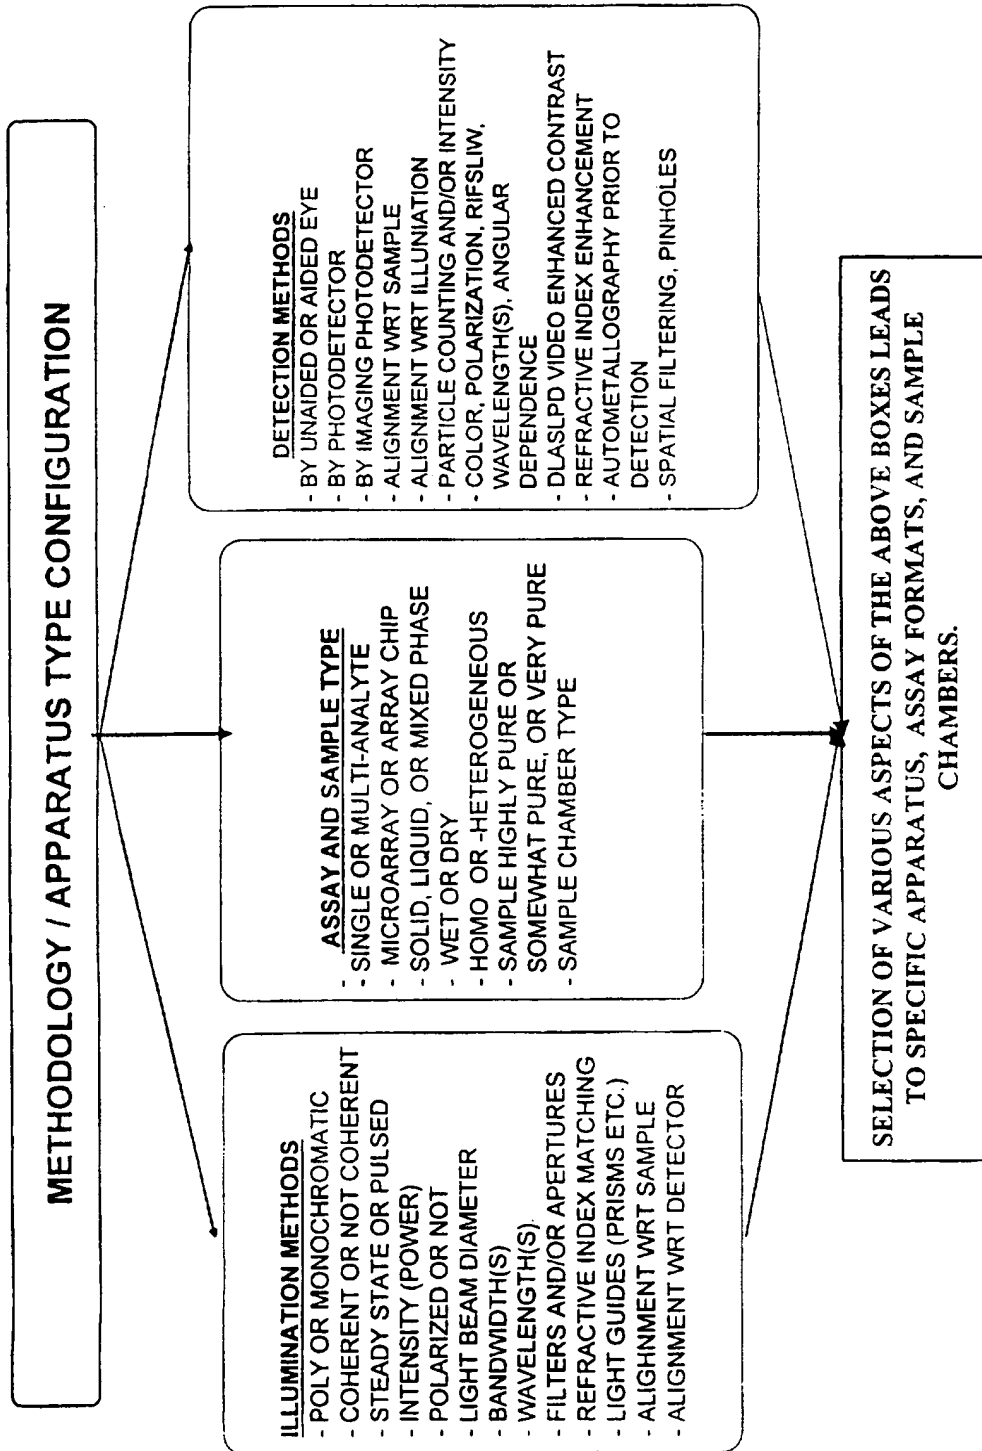 METHODOLOGY / APPARATUS TYPE CONFIGURATION
ILLUMINATION METHODS
- POLY OR MONOCHROMATIC
- COHERENT OR NOT COHERENT
- STEADY STATE OR PULSED
- INTENSITY (POWER)
- POLARIZED OR NOT
- LIGHT BEAM DIAMETER
- BANDWIDTH(S)
- WAVELENGTH(S).
- FILTERS AND/OR APERTURES
- REFRACTIVE INDEX MATCHING
- LIGHT GUIDES (PRISMS ETC.)
- ALIGHNMENT WRT SAMPLE
- ALIGNMENT WRT DETECTOR
ASSAY AND SAMPLE TYPE
- SINGLE OR MULTI-ANALYTE
- MICROARRAY OR ARRAY CHIP
- SOLID, LIQUID, OR MIXED PHASE
- WET OR DRY
- HOMO OR -HETEROGENEOUS
- SAMPLE HIGHLY PURE OR
SOMEWHAT PURE, OR VERY PURE
- SAMPLE CHAMBER TYPE
DETECTION METHODS
- BY UNAIDED OR AIDED EYE
- BY PHOTODETECTOR
- BY IMAGING PHOTODETECTOR
- ALIGNMENT WRT SAMPLE
- ALIGNMENT WRT ILLUNIATION
- PARTICLE COUNTING AND/OR INTENSITY
- COLOR, POLARIZATION, RIFSLIW,
WAVELENGTH(S), ANGULAR
DEPENDENCE
- DLASLPD VIDEO ENHANCED CONTRAST
- REFRACTIVE INDEX ENHANCEMENT
- AUTOMETALLOGRAPHY PRIOR TO
DETECTION
- SPATIAL FILTERING, PINHOLES
SELECTION OF VARIOUS ASPECTS OF THE ABOVE BOXES LEADS
TO SPECIFIC APPARATUS, ASSAY FORMATS, AND SAMPLE
CHAMBERS.